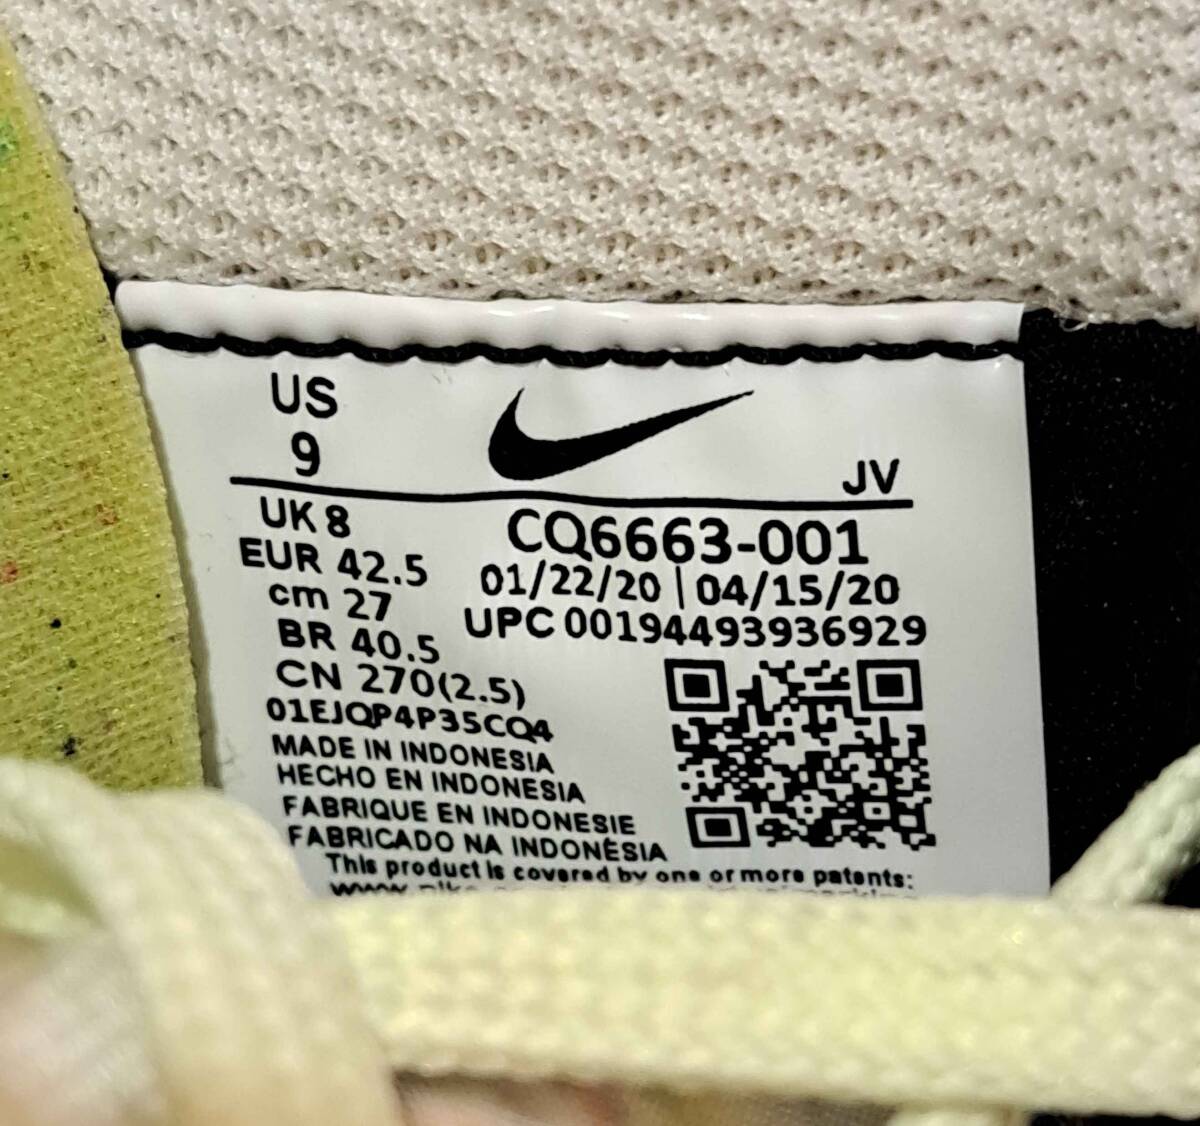 US
9
JV
UK 8
EUR 42.5
cm 27
BR 40.5
CN 270(2.5)
CQ6663-001
01/22/20 | 04/15/20
UPC 00194493936929
01EJQP4P35CQ4
MADE IN INDONESIA
HECHO EN INDONESIA
FABRIQUE EN INDONESIE
FABRICADO NA INDONÉSIA
This product is covered by one or more patents: